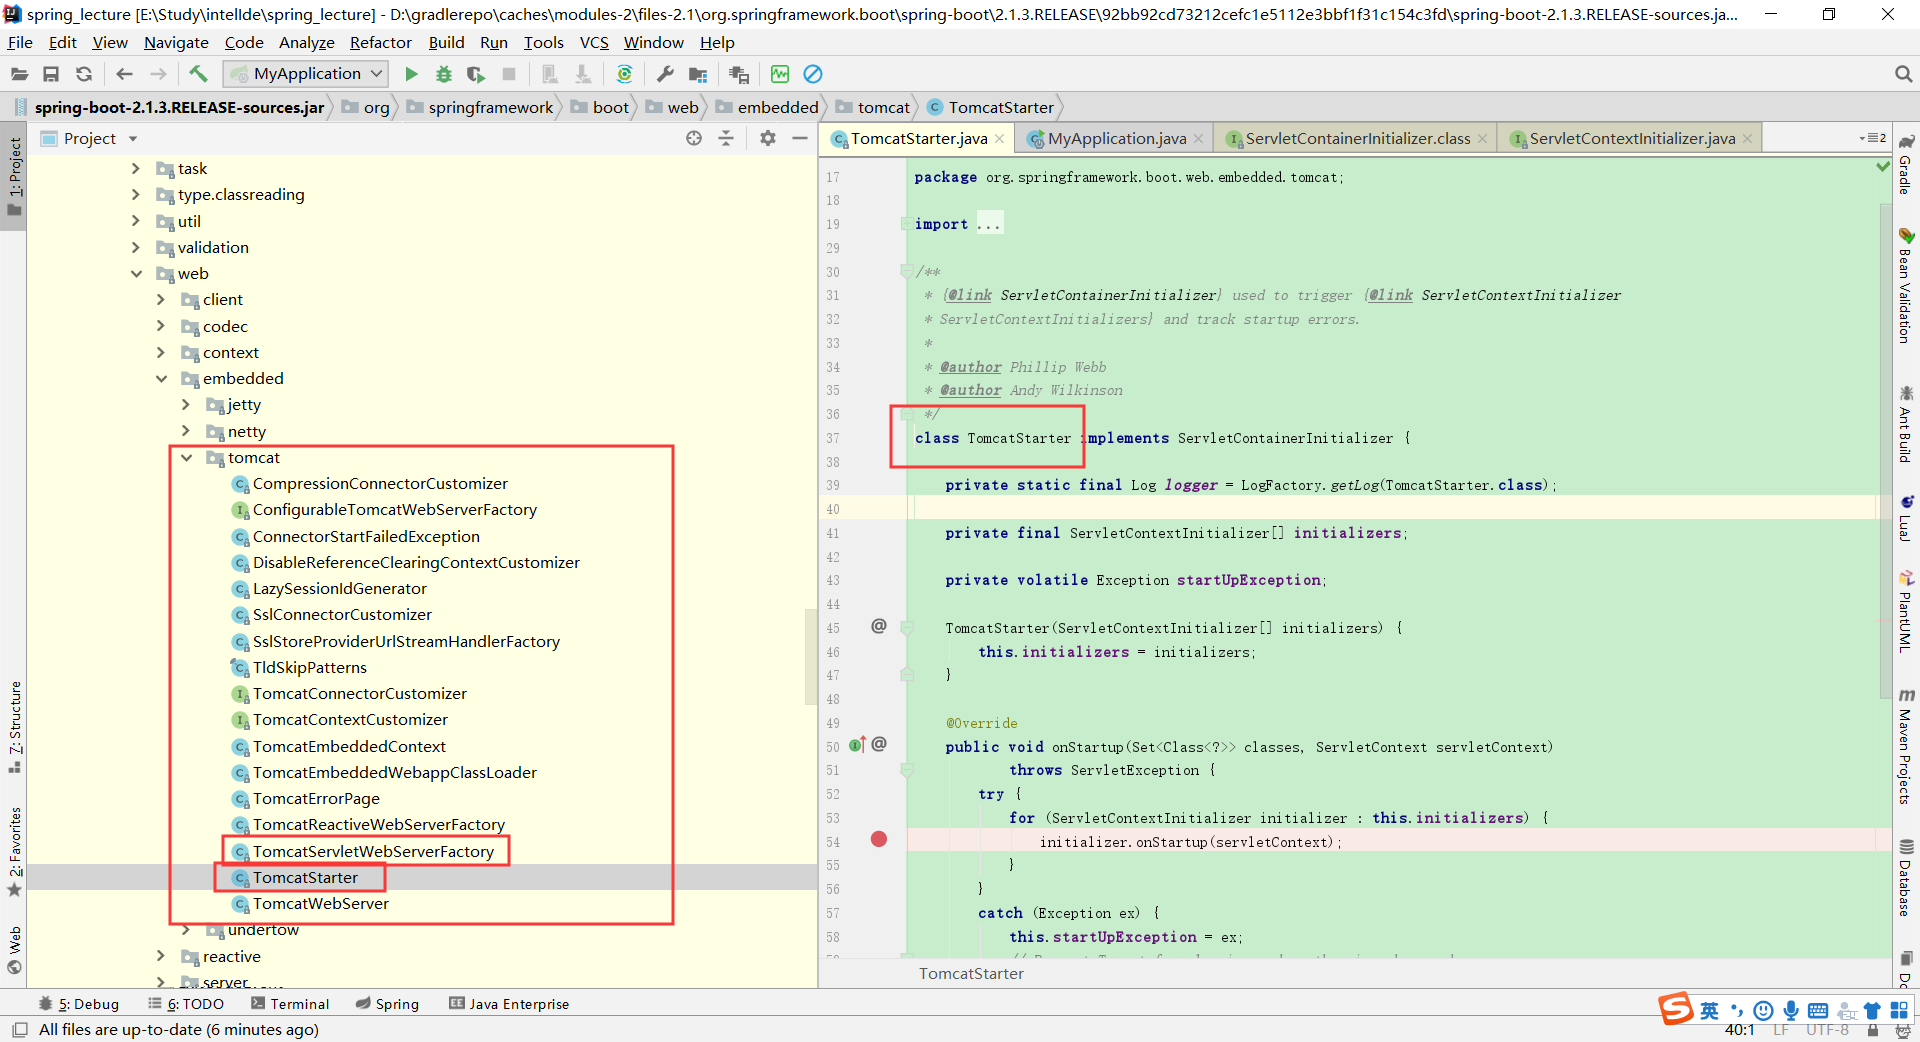 spring_lecture [E:\Study\intellIde\spring_lecture] - D:\gradlerepo\caches\modules-2\files-2.1\org.springframework.boot\spring-boot\2.1.3.RELEASE\92bb92cd73212cefc1e5112e3bbf1f31c154c3fd\spring-boot-2.1.3.RELEASE-sources.ja...
File Edit View Navigate Code Analyze Refactor Build Run Tools VCS Window Help
MyApplication
spring-boot-2.1.3.RELEASE-sources.jar org springframework boot web embedded tomcat TomcatStarter
Project
TomcatStarter.java MyApplication.java ServletContainerInitializer.class ServletContextInitializer.java 2
1: Project
7: Structure
2: Favorites
Web
task
type.classreading
util
validation
web
client
codec
context
embedded
jetty
netty
tomcat
CompressionConnectorCustomizer
ConfigurableTomcatWebServerFactory
ConnectorStartFailedException
DisableReferenceClearingContextCustomizer
LazySessionIdGenerator
SslConnectorCustomizer
SslStoreProviderUrlStreamHandlerFactory
TldSkipPatterns
TomcatConnectorCustomizer
TomcatContextCustomizer
TomcatEmbeddedContext
TomcatEmbeddedWebappClassLoader
TomcatErrorPage
TomcatReactiveWebServerFactory
TomcatServletWebServerFactory
TomcatStarter
TomcatWebServer
undertow
reactive
server
17 package org.springframework.boot.web.embedded.tomcat;
18
19 import ...
29
30 /**
31 * {@link ServletContainerInitializer} used to trigger {@link ServletContextInitializer
32 * ServletContextInitializers} and track startup errors.
33 *
34 * @author Phillip Webb
35 * @author Andy Wilkinson
36 */
37 class TomcatStarter implements ServletContainerInitializer {
38
39 private static final Log logger = LogFactory.getLog(TomcatStarter.class);
40
41 private final ServletContextInitializer[] initializers;
42
43 private volatile Exception startUpException;
44
45 @ TomcatStarter(ServletContextInitializer[] initializers) {
46 this.initializers = initializers;
47 }
48
49 @Override
50 @ public void onStartup(Set<Class<?>> classes, ServletContext servletContext)
51 throws ServletException {
52 try {
53 for (ServletContextInitializer initializer : this.initializers) {
54 initializer.onStartup(servletContext);
55 }
56 }
57 catch (Exception ex) {
58 this.startUpException = ex;
TomcatStarter
Gradle
Bean Validation
Ant Build
LuaJ
PlantUML
Maven Projects
Database
5: Debug 6: TODO Terminal Spring Java Enterprise
英
All files are up-to-date (6 minutes ago)
40:1 LF UTF-8